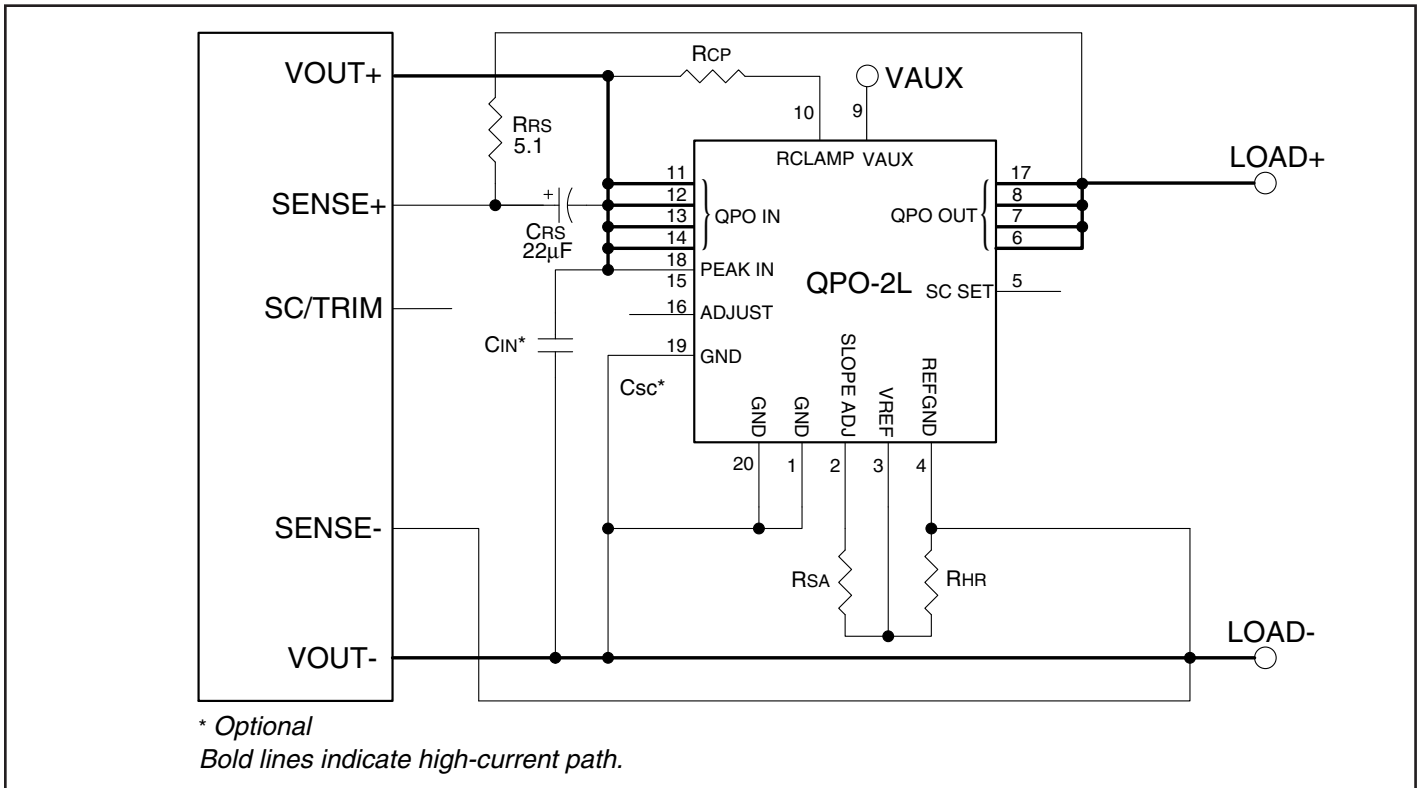 VOUT+
RCP
VAUX
10
9
RRS
5.1
RCLAMP VAUX
LOAD+
11
17
SENSE+
+
12
8
QPO IN
QPO OUT
13
7
CRS
22µF
14
6
18
PEAK IN
QPO-2L
SC SET
5
15
SC/TRIM
16
ADJUST
CIN*
19
GND
Csc*
GND
GND
SLOPE ADJ
VREF
REFGND
20
1
2
3
4
SENSE-
RSA
RHR
LOAD-
VOUT-
* Optional
Bold lines indicate high-current path.